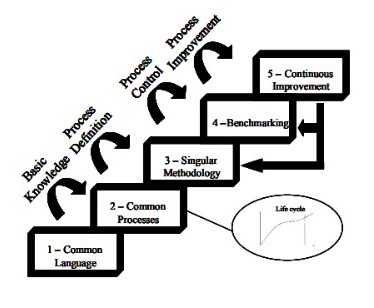 Process
Improvement
Process
Control
Process
Definition
Basic
Knowledge
5 – Continuous
Improvement
4 –Benchmarking
3 – Singular
Methodology
2 – Common
Processes
1 – Common
Language
Life cycle